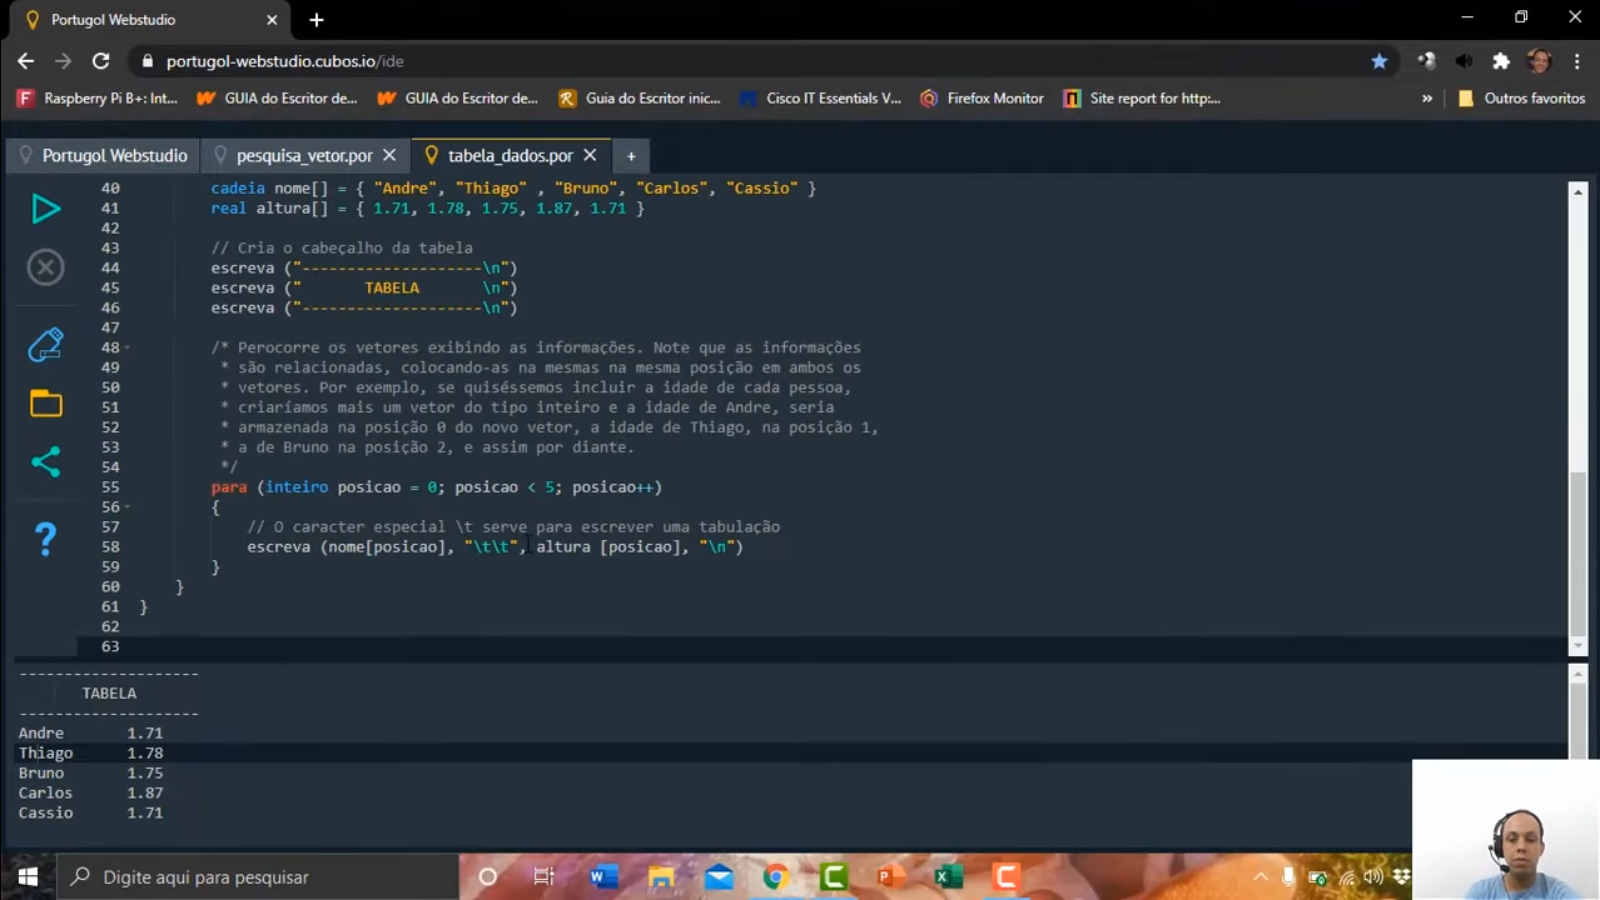 Portugol Webstudio
portugol-webstudio.cubos.io/ide
Raspberry Pi B+: Int... GUIA do Escritor de... GUIA do Escritor de... Guia do Escritor inic... Cisco IT Essentials V... Firefox Monitor Site report for http:... » Outros favoritos
Portugol Webstudio pesquisa_vetor.por tabela_dados.por +
40 cadeia nome[] = { "Andre", "Thiago" , "Bruno", "Carlos", "Cassio" }
41 real altura[] = { 1.71, 1.78, 1.75, 1.87, 1.71 }
42
43 // Cria o cabeçalho da tabela
44 escreva ("--------------------\n")
45 escreva ("       TABELA       \n")
46 escreva ("--------------------\n")
47
48 /* Perocorre os vetores exibindo as informações. Note que as informações
49 * são relacionadas, colocando-as na mesmas na mesma posição em ambos os
50 * vetores. Por exemplo, se quiséssemos incluir a idade de cada pessoa,
51 * criaríamos mais um vetor do tipo inteiro e a idade de Andre, seria
52 * armazenada na posição 0 do novo vetor, a idade de Thiago, na posição 1,
53 * a de Bruno na posição 2, e assim por diante.
54 */
55 para (inteiro posicao = 0; posicao < 5; posicao++)
56 {
57 // O caracter especial \t serve para escrever uma tabulação
58 escreva (nome[posicao], "\t\t", altura [posicao], "\n")
59 }
60 }
61 }
62
63
--------------------
TABELA
--------------------
Andre 1.71
Thiago 1.78
Bruno 1.75
Carlos 1.87
Cassio 1.71
Digite aqui para pesquisar